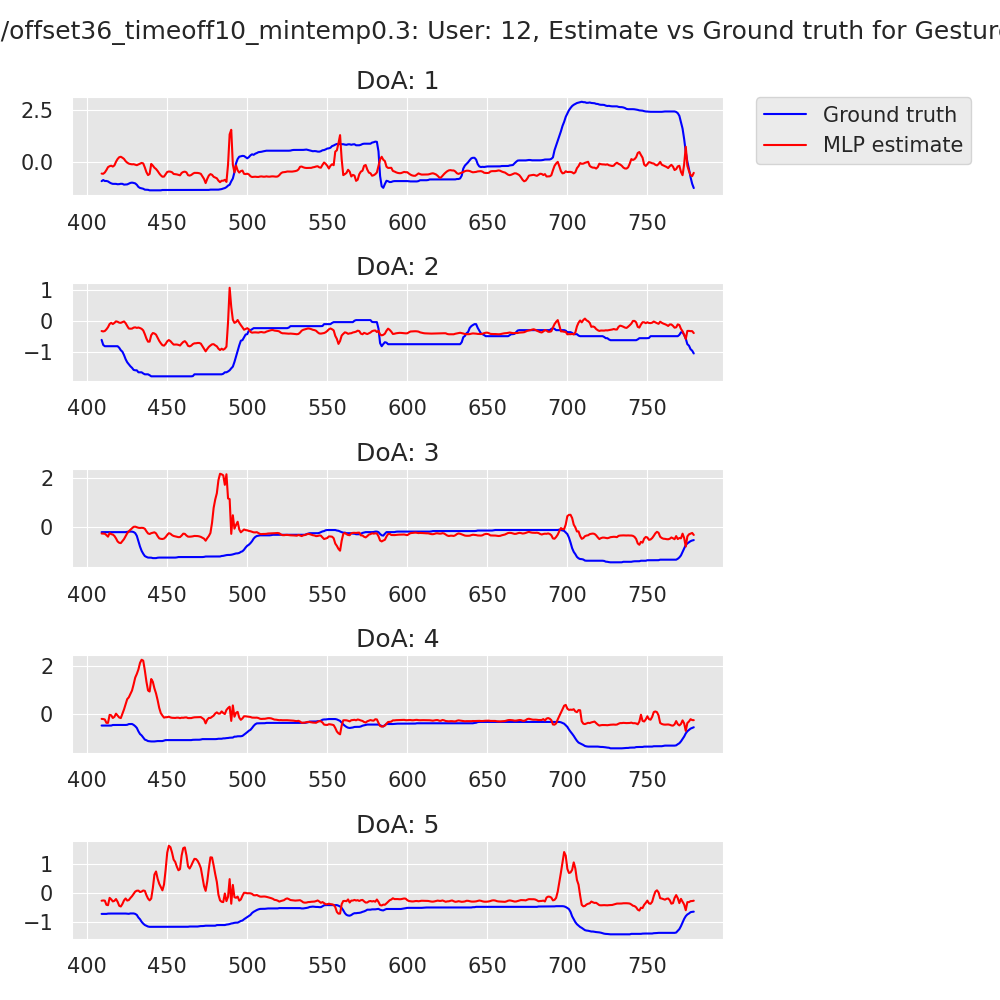 /offset36_timeoff10_mintemp0.3: User: 12, Estimate vs Ground truth for Gesture
DoA: 1
2.5
0.0
400 450 500 550 600 650 700 750
Ground truth
MLP estimate
DoA: 2
1
0
−1
400 450 500 550 600 650 700 750
DoA: 3
2
0
400 450 500 550 600 650 700 750
DoA: 4
2
0
400 450 500 550 600 650 700 750
DoA: 5
1
0
−1
400 450 500 550 600 650 700 750